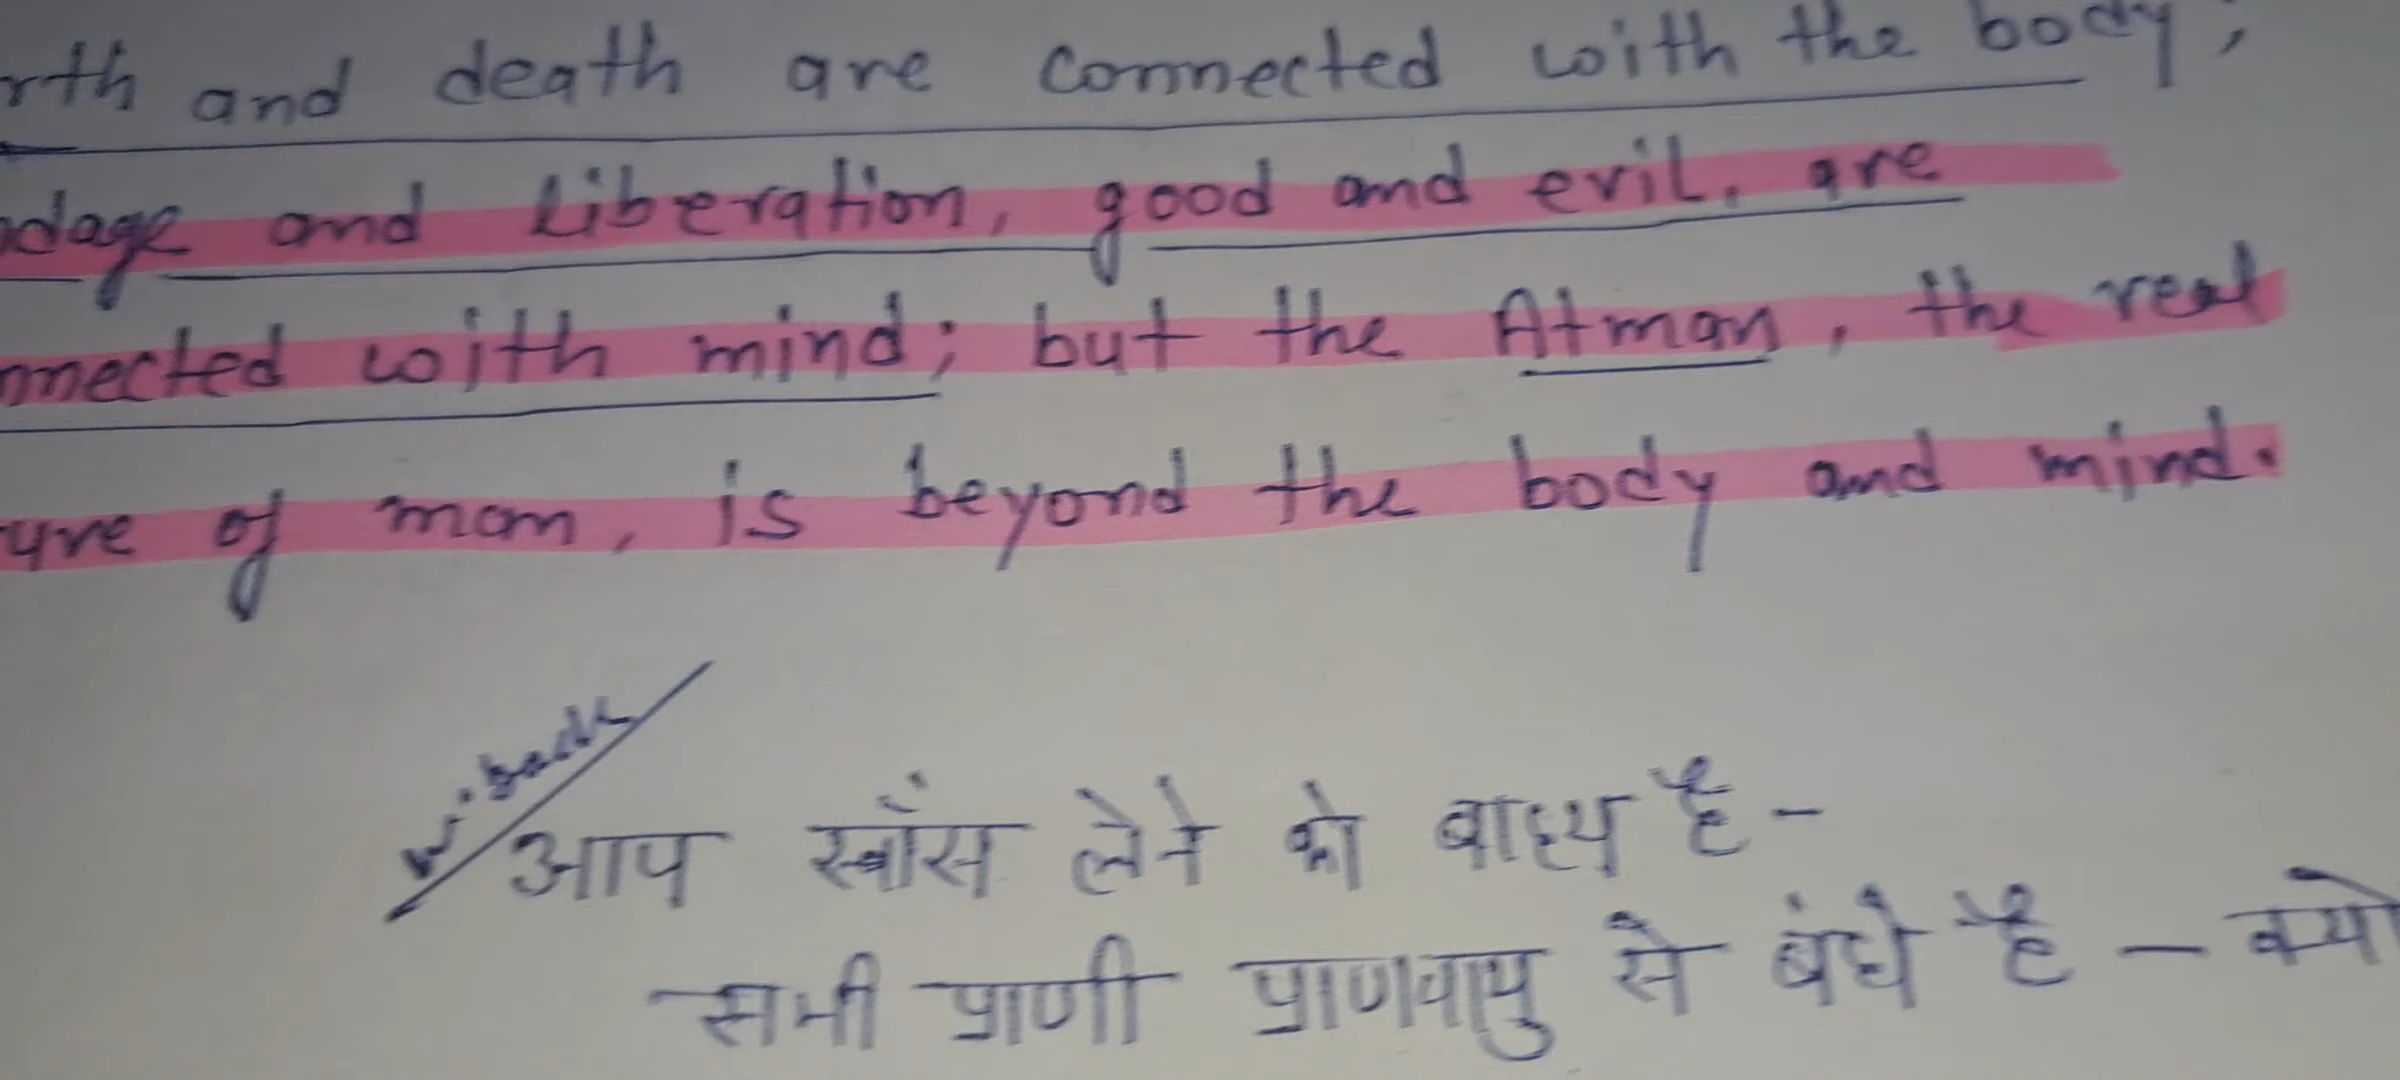 rth and death are connected with the body;
ndage and liberation, good and evil, are
nnected with mind; but the Atman, the real
ure of man, is beyond the body and mind.
आप स्वाँस लेने को बाध्य है -
सभी प्राणी प्राणवायु से बंधे है - क्यो